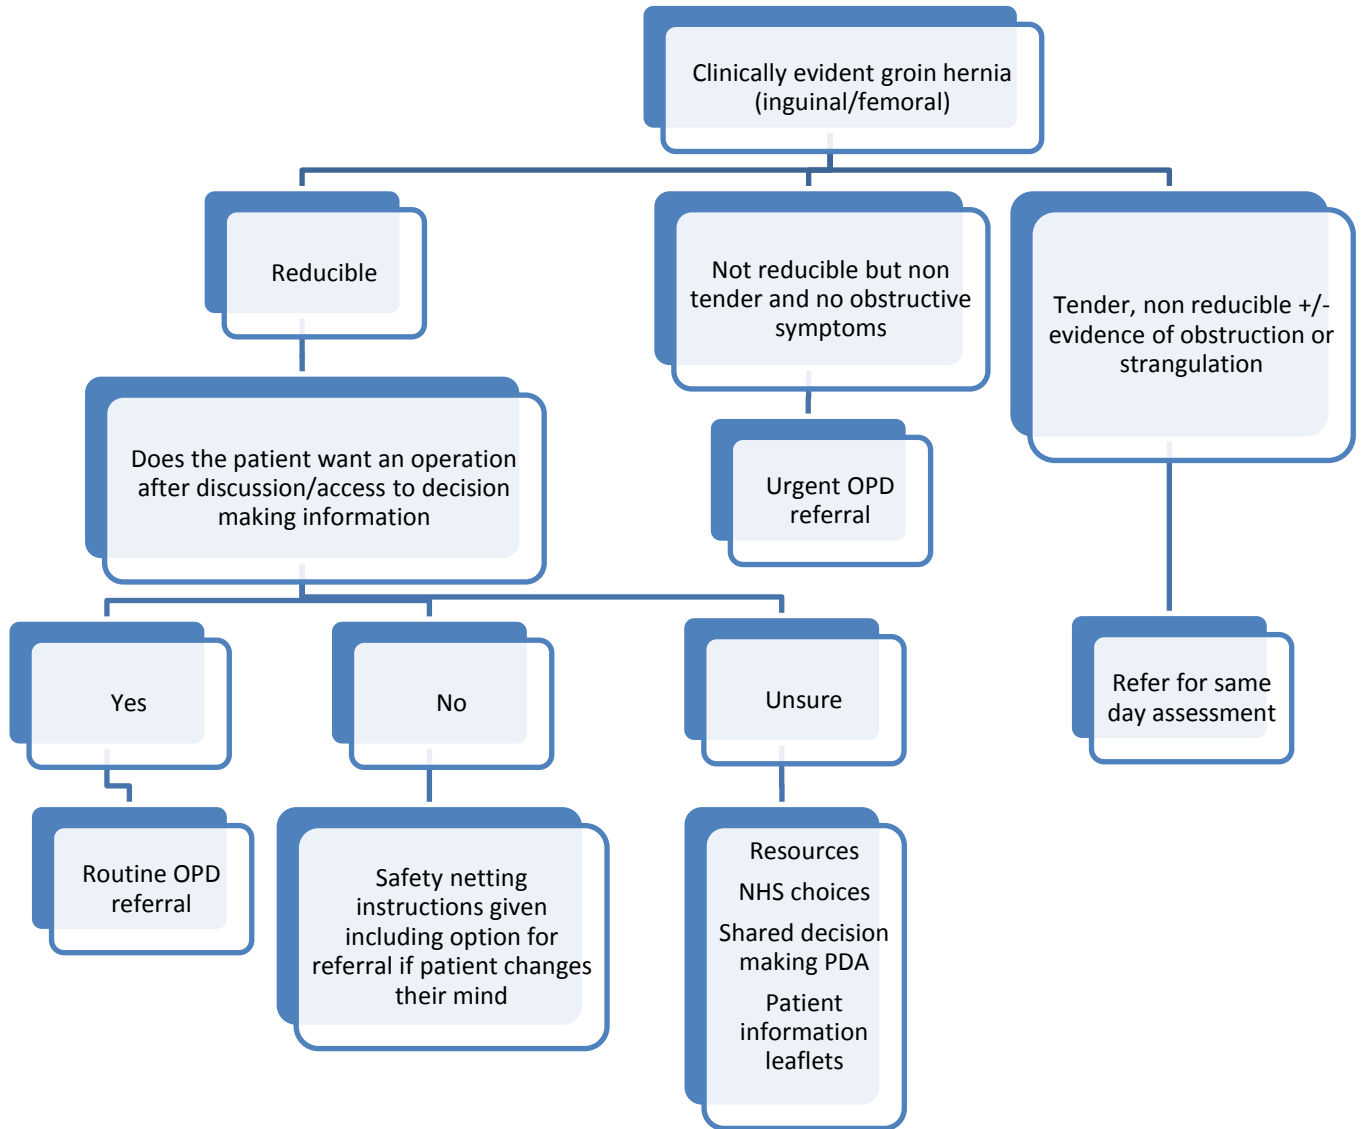 Clinically evident groin hernia
(inguinal/femoral)
Reducible
Not reducible but non
tender and no obstructive
symptoms
Tender, non reducible +/-
evidence of obstruction or
strangulation
Does the patient want an operation
after discussion/access to decision
making information
Urgent OPD
referral
Yes
No
Unsure
Refer for same
day assessment
Routine OPD
referral
Safety netting
instructions given
including option for
referral if patient changes
their mind
Resources
NHS choices
Shared decision
making PDA
Patient
information
leaflets